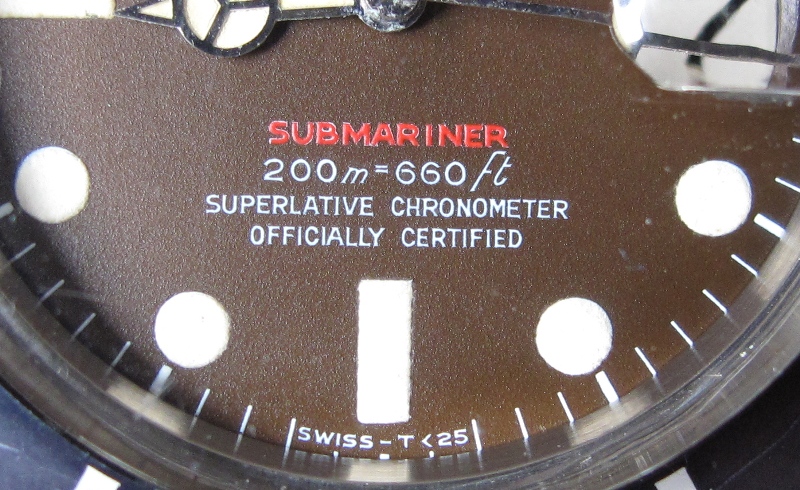 SUBMARINER
200m=660ft
SUPERLATIVE CHRONOMETER
OFFICIALLY CERTIFIED
SWISS-T<25